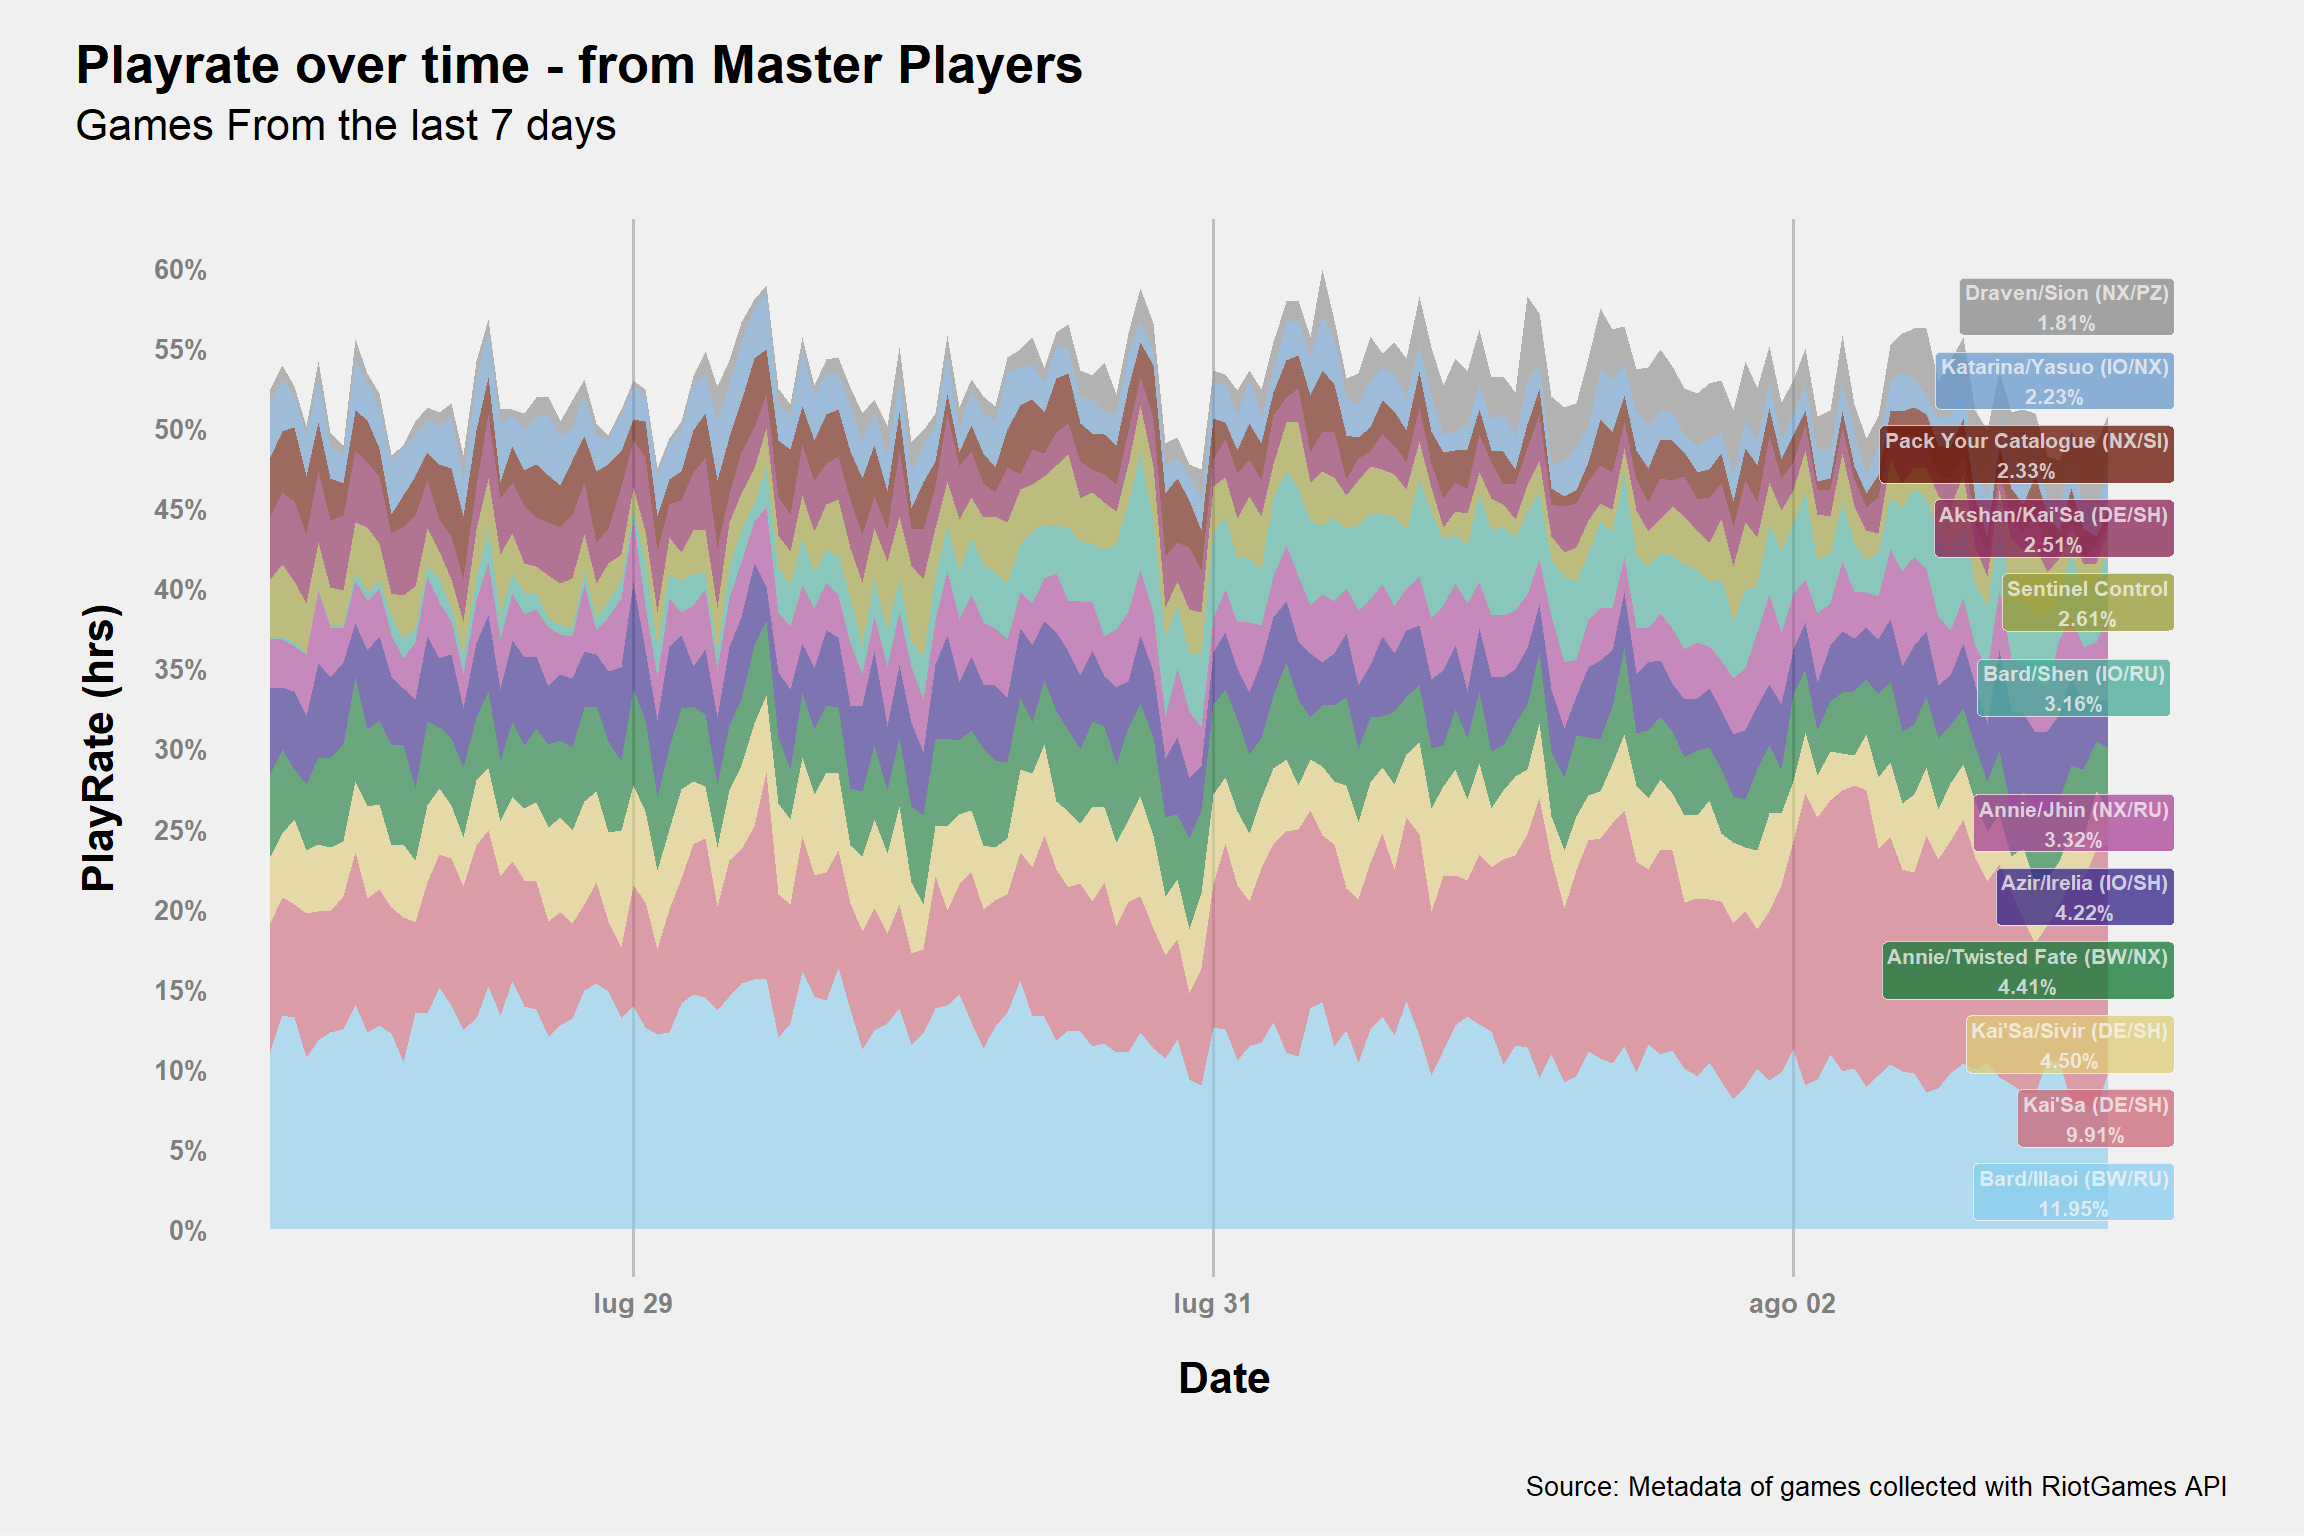 Playrate over time - from Master Players
Games From the last 7 days
PlayRate (hrs)
60%
55%
50%
45%
40%
35%
30%
25%
20%
15%
10%
5%
0%
Draven/Sion (NX/PZ)
1.81%
Katarina/Yasuo (IO/NX)
2.23%
Pack Your Catalogue (NX/SI)
2.33%
Akshan/Kai'Sa (DE/SH)
2.51%
Sentinel Control
2.61%
Bard/Shen (IO/RU)
3.16%
Annie/Jhin (NX/RU)
3.32%
Azir/Irelia (IO/SH)
4.22%
Annie/Twisted Fate (BW/NX)
4.41%
Kai'Sa/Sivir (DE/SH)
4.50%
Kai'Sa (DE/SH)
9.91%
Bard/Illaoi (BW/RU)
11.95%
lug 29
lug 31
ago 02
Date
Source: Metadata of games collected with RiotGames API